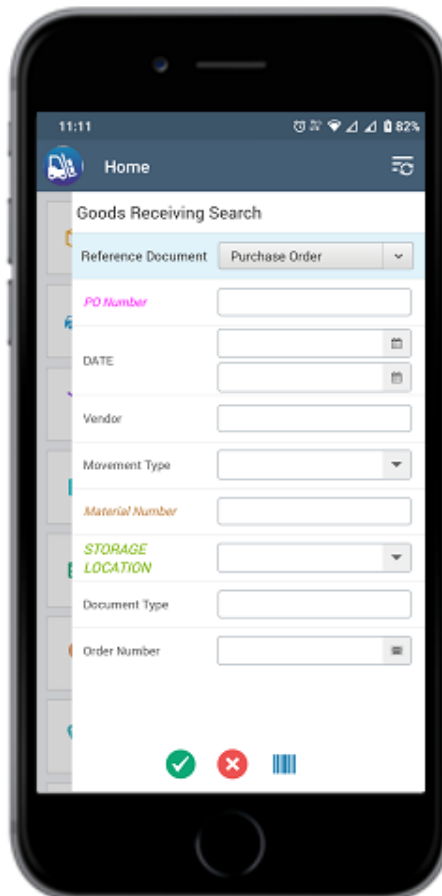 11:11
82%
Home
Goods Receiving Search
Reference Document Purchase Order
PO Number
DATE
Vendor
Movement Type
Material Number
STORAGE
LOCATION
Document Type
Order Number